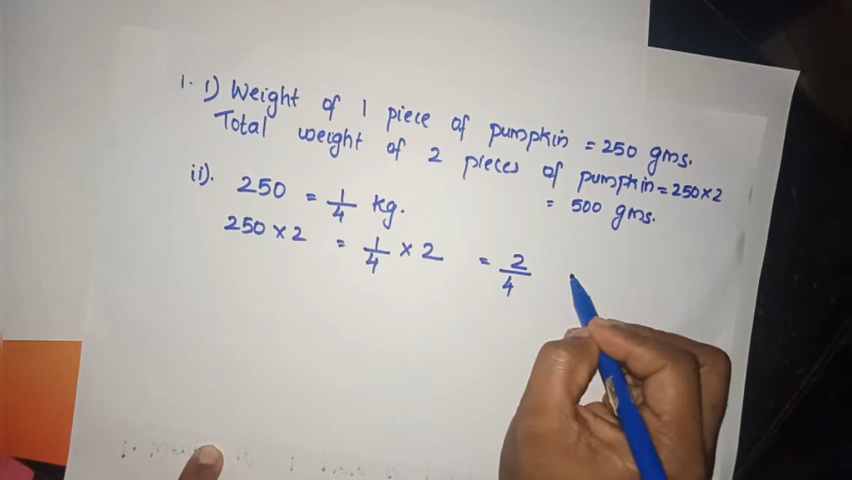 1. i) Weight of 1 piece of pumpkin = 250 gms.
Total weight of 2 pieces of pumpkin = 250 × 2
= 500 gms.
ii). 250 = 1/4 kg.
250 × 2 = 1/4 × 2 = 2/4